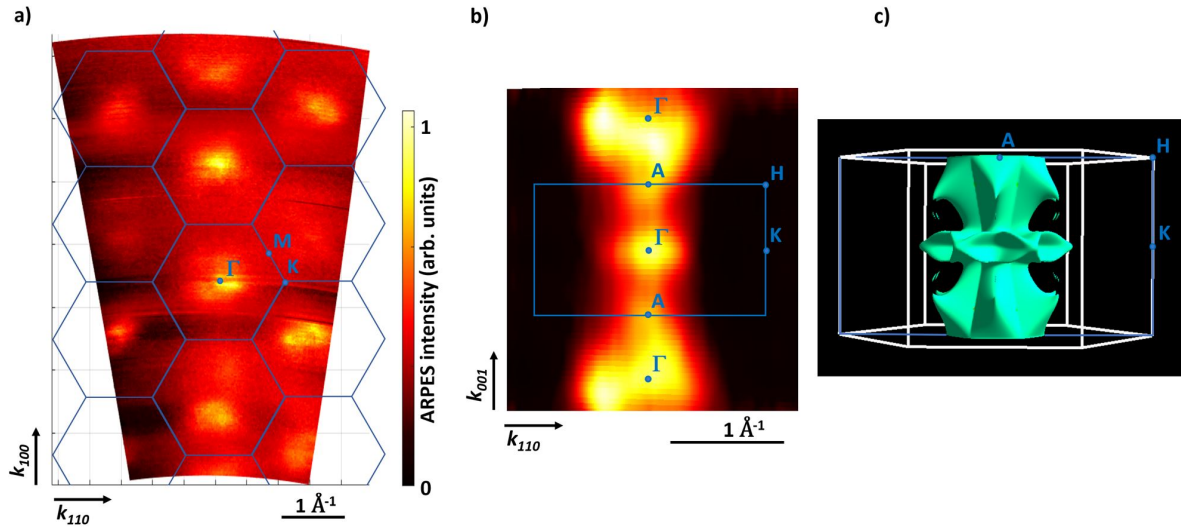 a)
Γ
M
K
k100
k110
1 Å-1
1
0
ARPES intensity (arb. units)
b)
Γ
A
H
Γ
K
A
Γ
k001
k110
1 Å-1
c)
A
H
K